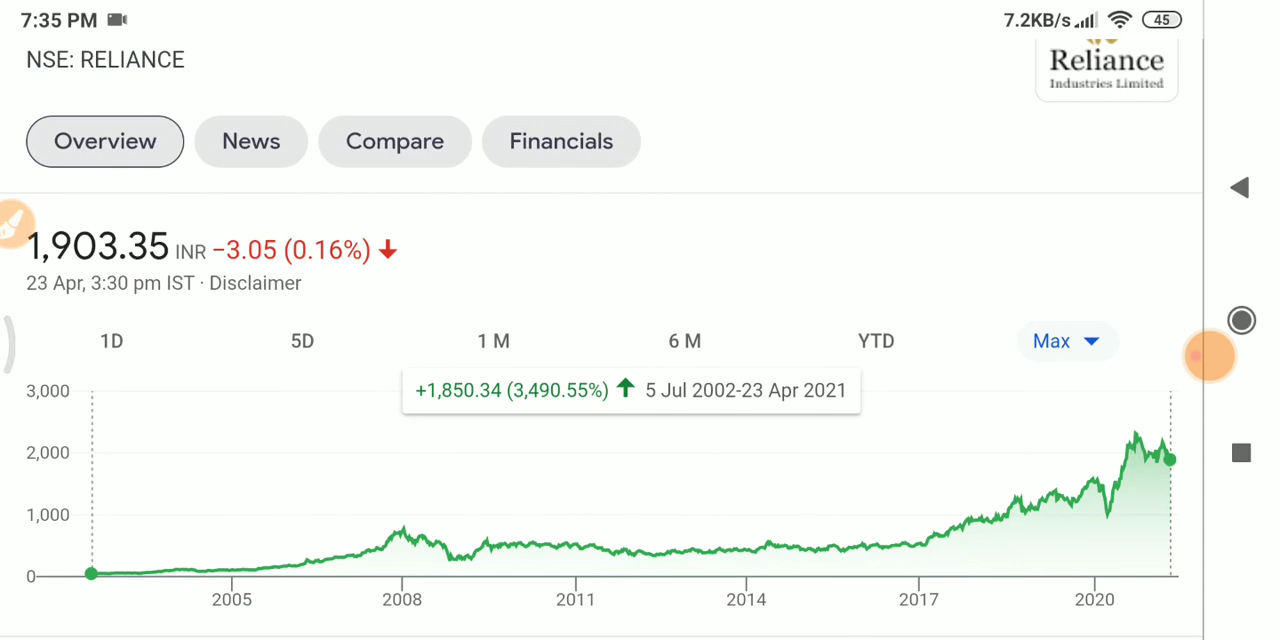 7:35 PM 7.2KB/s 45
NSE: RELIANCE
Reliance
Industries Limited
Overview News Compare Financials
1,903.35 INR −3.05 (0.16%)
23 Apr, 3:30 pm IST · Disclaimer
1D 5D 1 M 6 M YTD Max
+1,850.34 (3,490.55%) 5 Jul 2002-23 Apr 2021
3,000
2,000
1,000
0
2005 2008 2011 2014 2017 2020